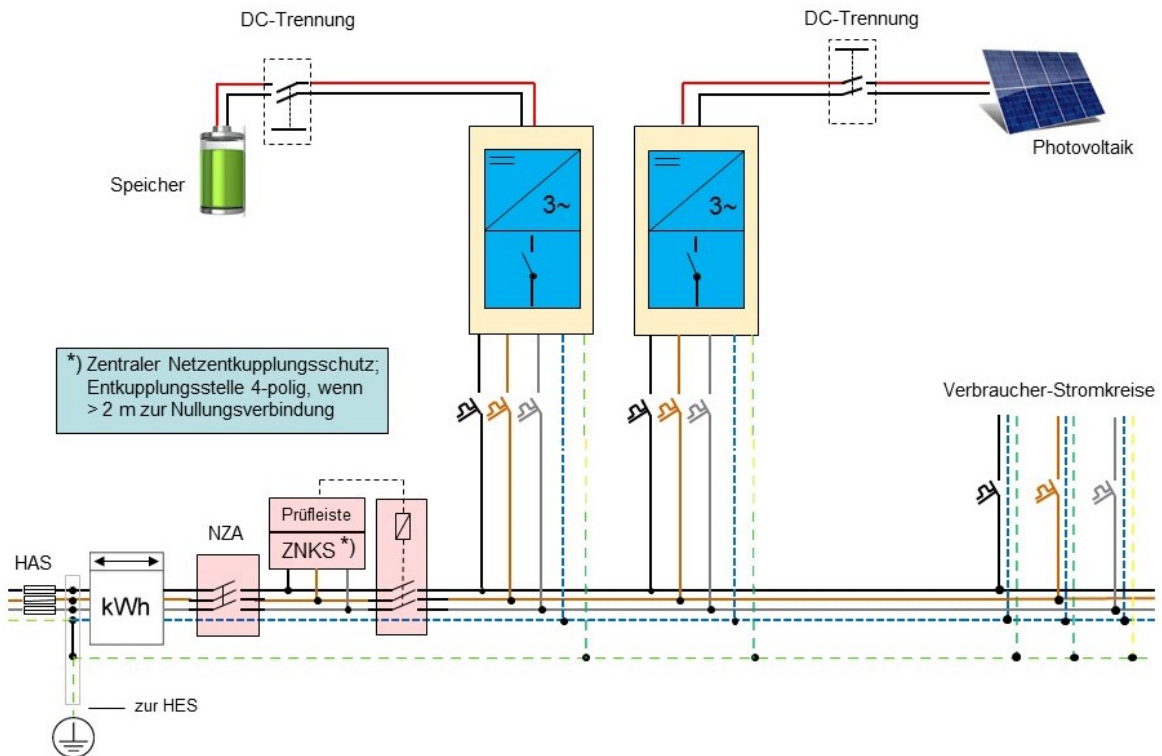 DC-Trennung
DC-Trennung
Speicher
Photovoltaik
3~
3~
*) Zentraler Netzentkupplungsschutz;
Entkupplungsstelle 4-polig, wenn
> 2 m zur Nullungsverbindung
Verbraucher-Stromkreise
HAS
kWh
NZA
Prüfleiste
ZNKS *)
zur HES